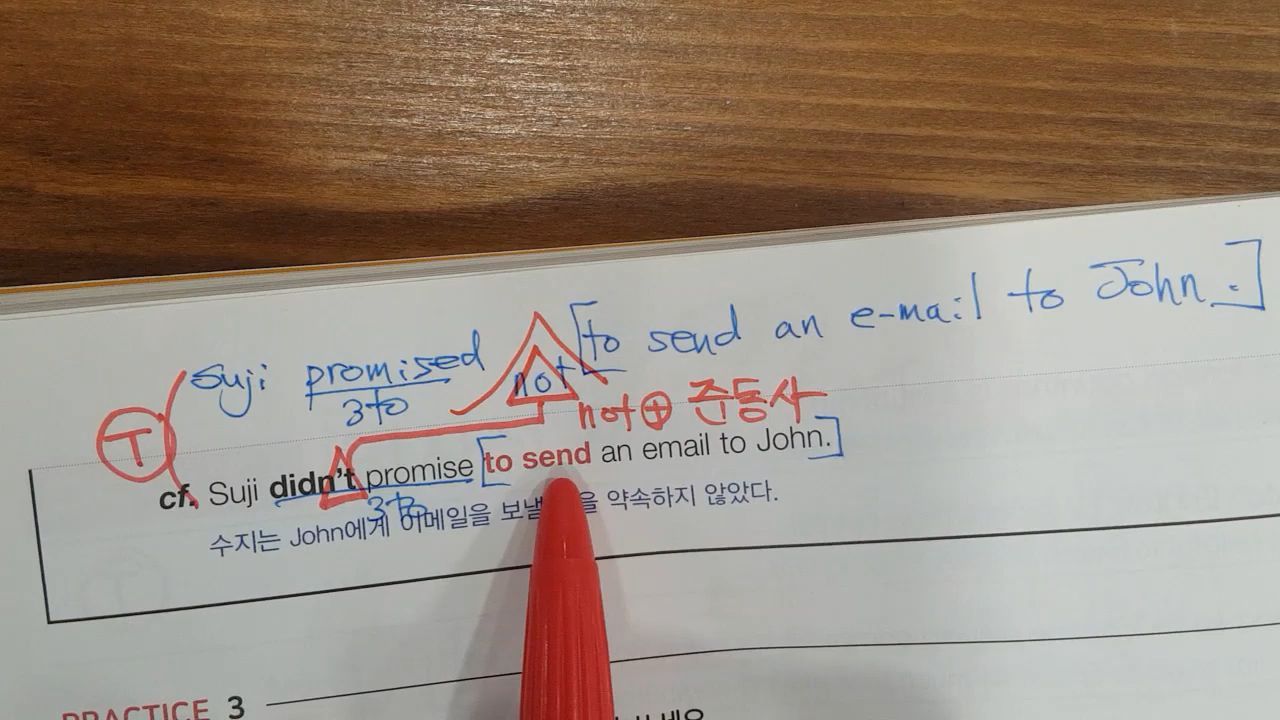 Suji promised not [to send an e-mail to John.]
3to
not ⊕ 준동사
T
cf. Suji didn't promise [to send an email to John.]
3to
수지는 John에게 이메일을 보낼 을 약속하지 않았다.
PRACTICE 3